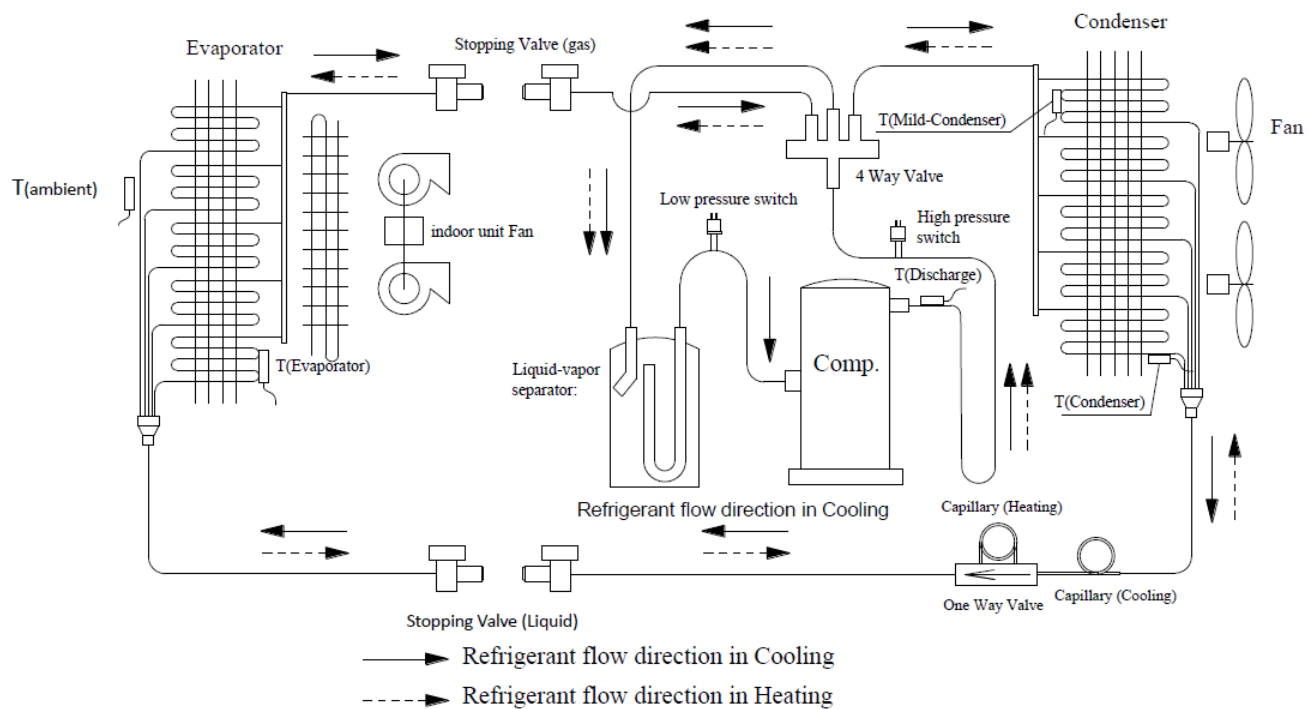 Evaporator
Stopping Valve (gas)
Condenser
T(Mild-Condenser)
Fan
T(ambient)
4 Way Valve
Low pressure switch
indoor unit Fan
High pressure
switch
T(Discharge)
T(Evaporator)
Liquid-vapor
separator:
Comp.
T(Condenser)
Refrigerant flow direction in Cooling
Capillary (Heating)
One Way Valve
Capillary (Cooling)
Stopping Valve (Liquid)
Refrigerant flow direction in Cooling
Refrigerant flow direction in Heating